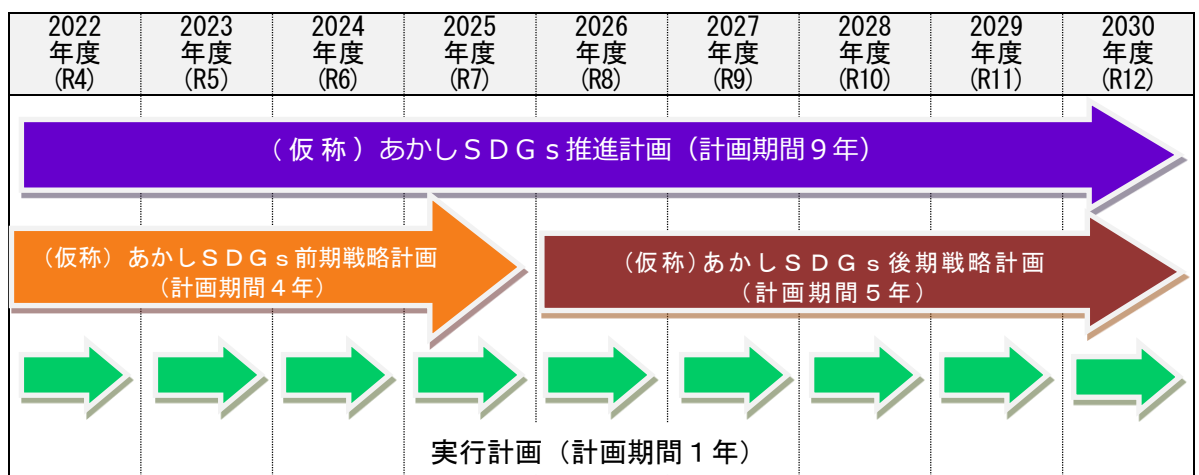 2022
年度
(R4)
2023
年度
(R5)
2024
年度
(R6)
2025
年度
(R7)
2026
年度
(R8)
2027
年度
(R9)
2028
年度
(R10)
2029
年度
(R11)
2030
年度
(R12)
(仮称)あかしSDGs推進計画(計画期間9年)
(仮称)あかしSDGs前期戦略計画
(計画期間4年)
(仮称)あかしSDGs後期戦略計画
(計画期間5年)
実行計画(計画期間1年)